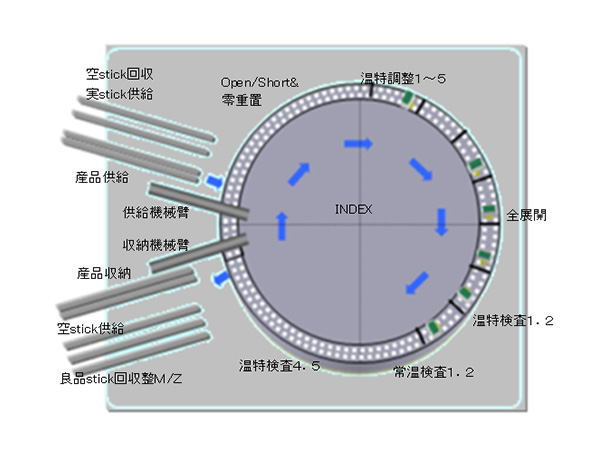 空stick回収
実stick供給
Open/Short&
零重置
温特調整1～5
産品供給
供給機械臂
INDEX
全展開
収納機械臂
産品収納
空stick供給
温特検査1.2
温特検査4.5
常温検査1.2
良品stick回収整M/Z